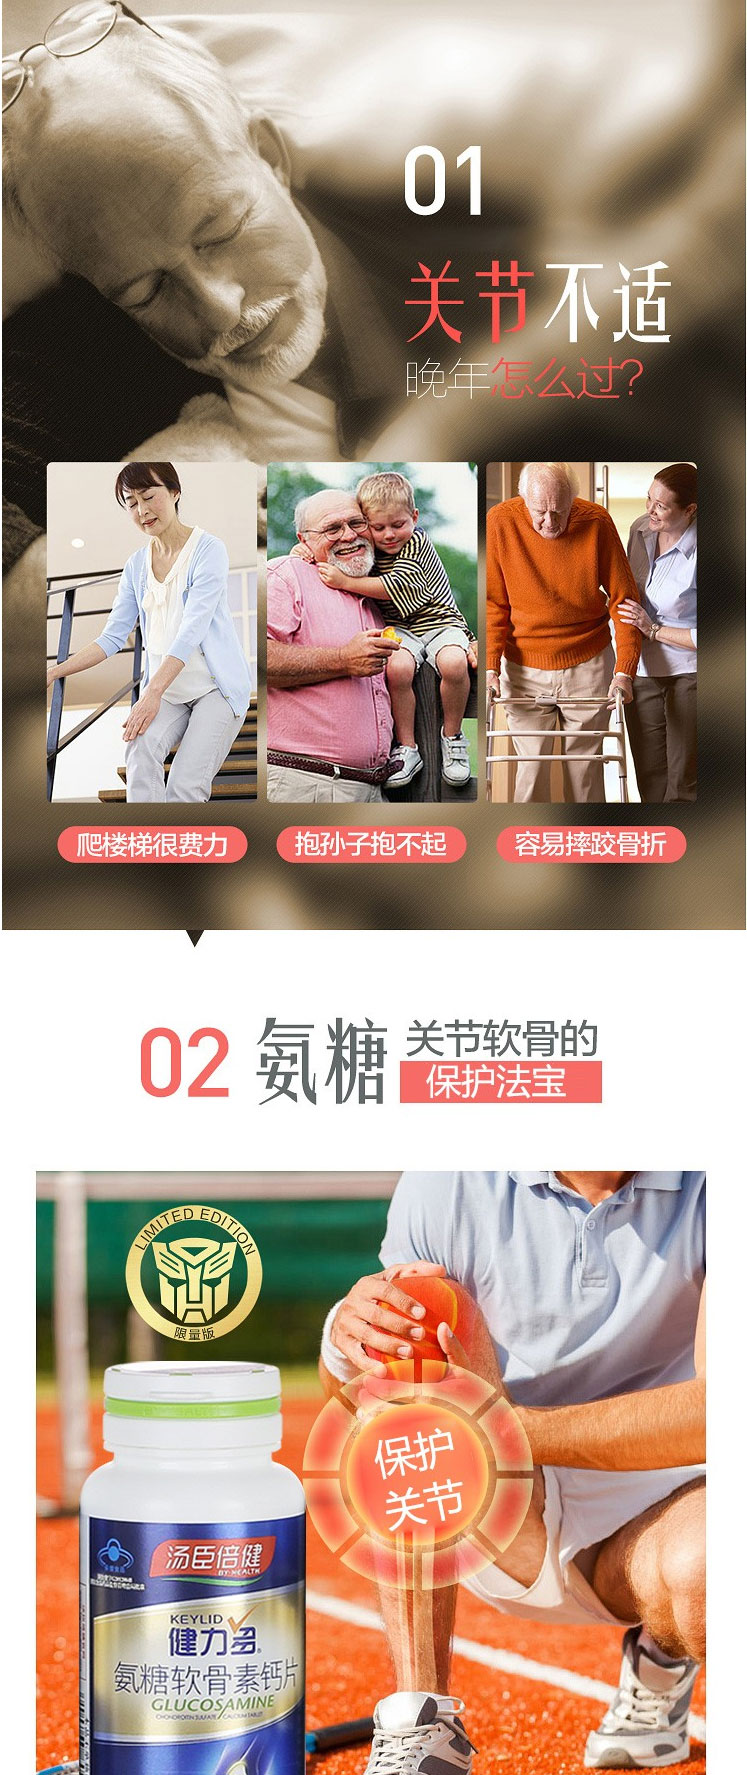 01
关节不适
晚年怎么过?
爬楼梯很费力
抱孙子抱不起
容易摔跤骨折
02
氨糖
关节软骨的
保护法宝
LIMITED EDITION
限量版
保护
关节
汤臣倍健
BY-HEALTH
KEYLID
健力多
氨糖软骨素钙片
GLUCOSAMINE
CHONDROITIN SULFATE / CALCIUM TABLET